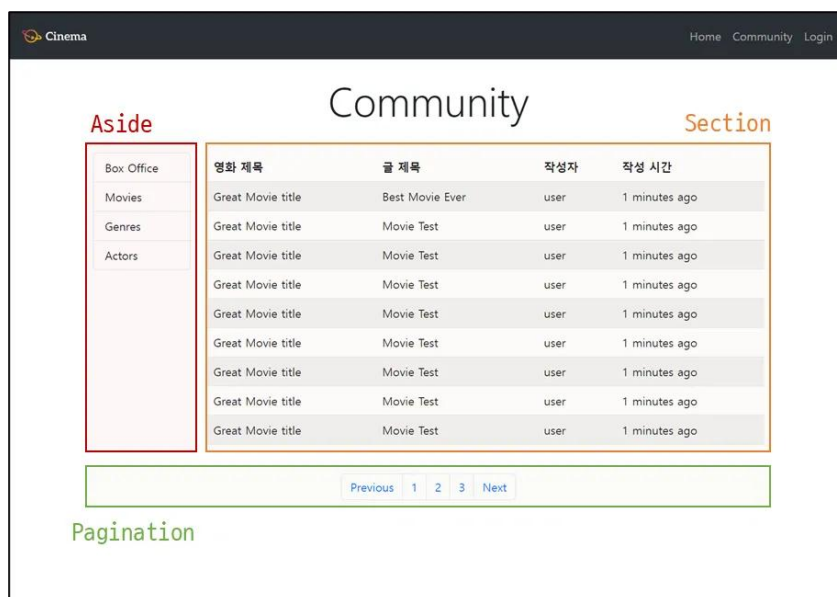 Cinema
Home Community Login
Community
Aside
Section
Box Office
Movies
Genres
Actors
영화 제목 글 제목 작성자 작성 시간
Great Movie title Best Movie Ever user 1 minutes ago
Great Movie title Movie Test user 1 minutes ago
Great Movie title Movie Test user 1 minutes ago
Great Movie title Movie Test user 1 minutes ago
Great Movie title Movie Test user 1 minutes ago
Great Movie title Movie Test user 1 minutes ago
Great Movie title Movie Test user 1 minutes ago
Great Movie title Movie Test user 1 minutes ago
Great Movie title Movie Test user 1 minutes ago
Previous 1 2 3 Next
Pagination